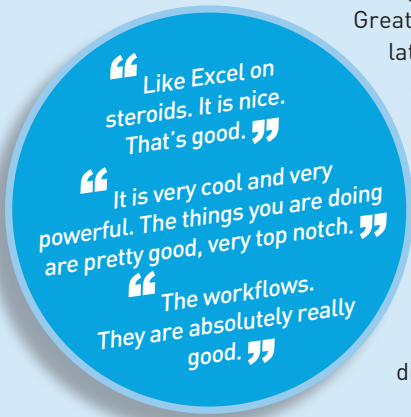 Great
lat
“ Like Excel on
steroids. It is nice.
That’s good. ”
“ It is very cool and very
powerful. The things you are doing
are pretty good, very top notch. ”
“ The workflows.
They are absolutely really
good. ”
d